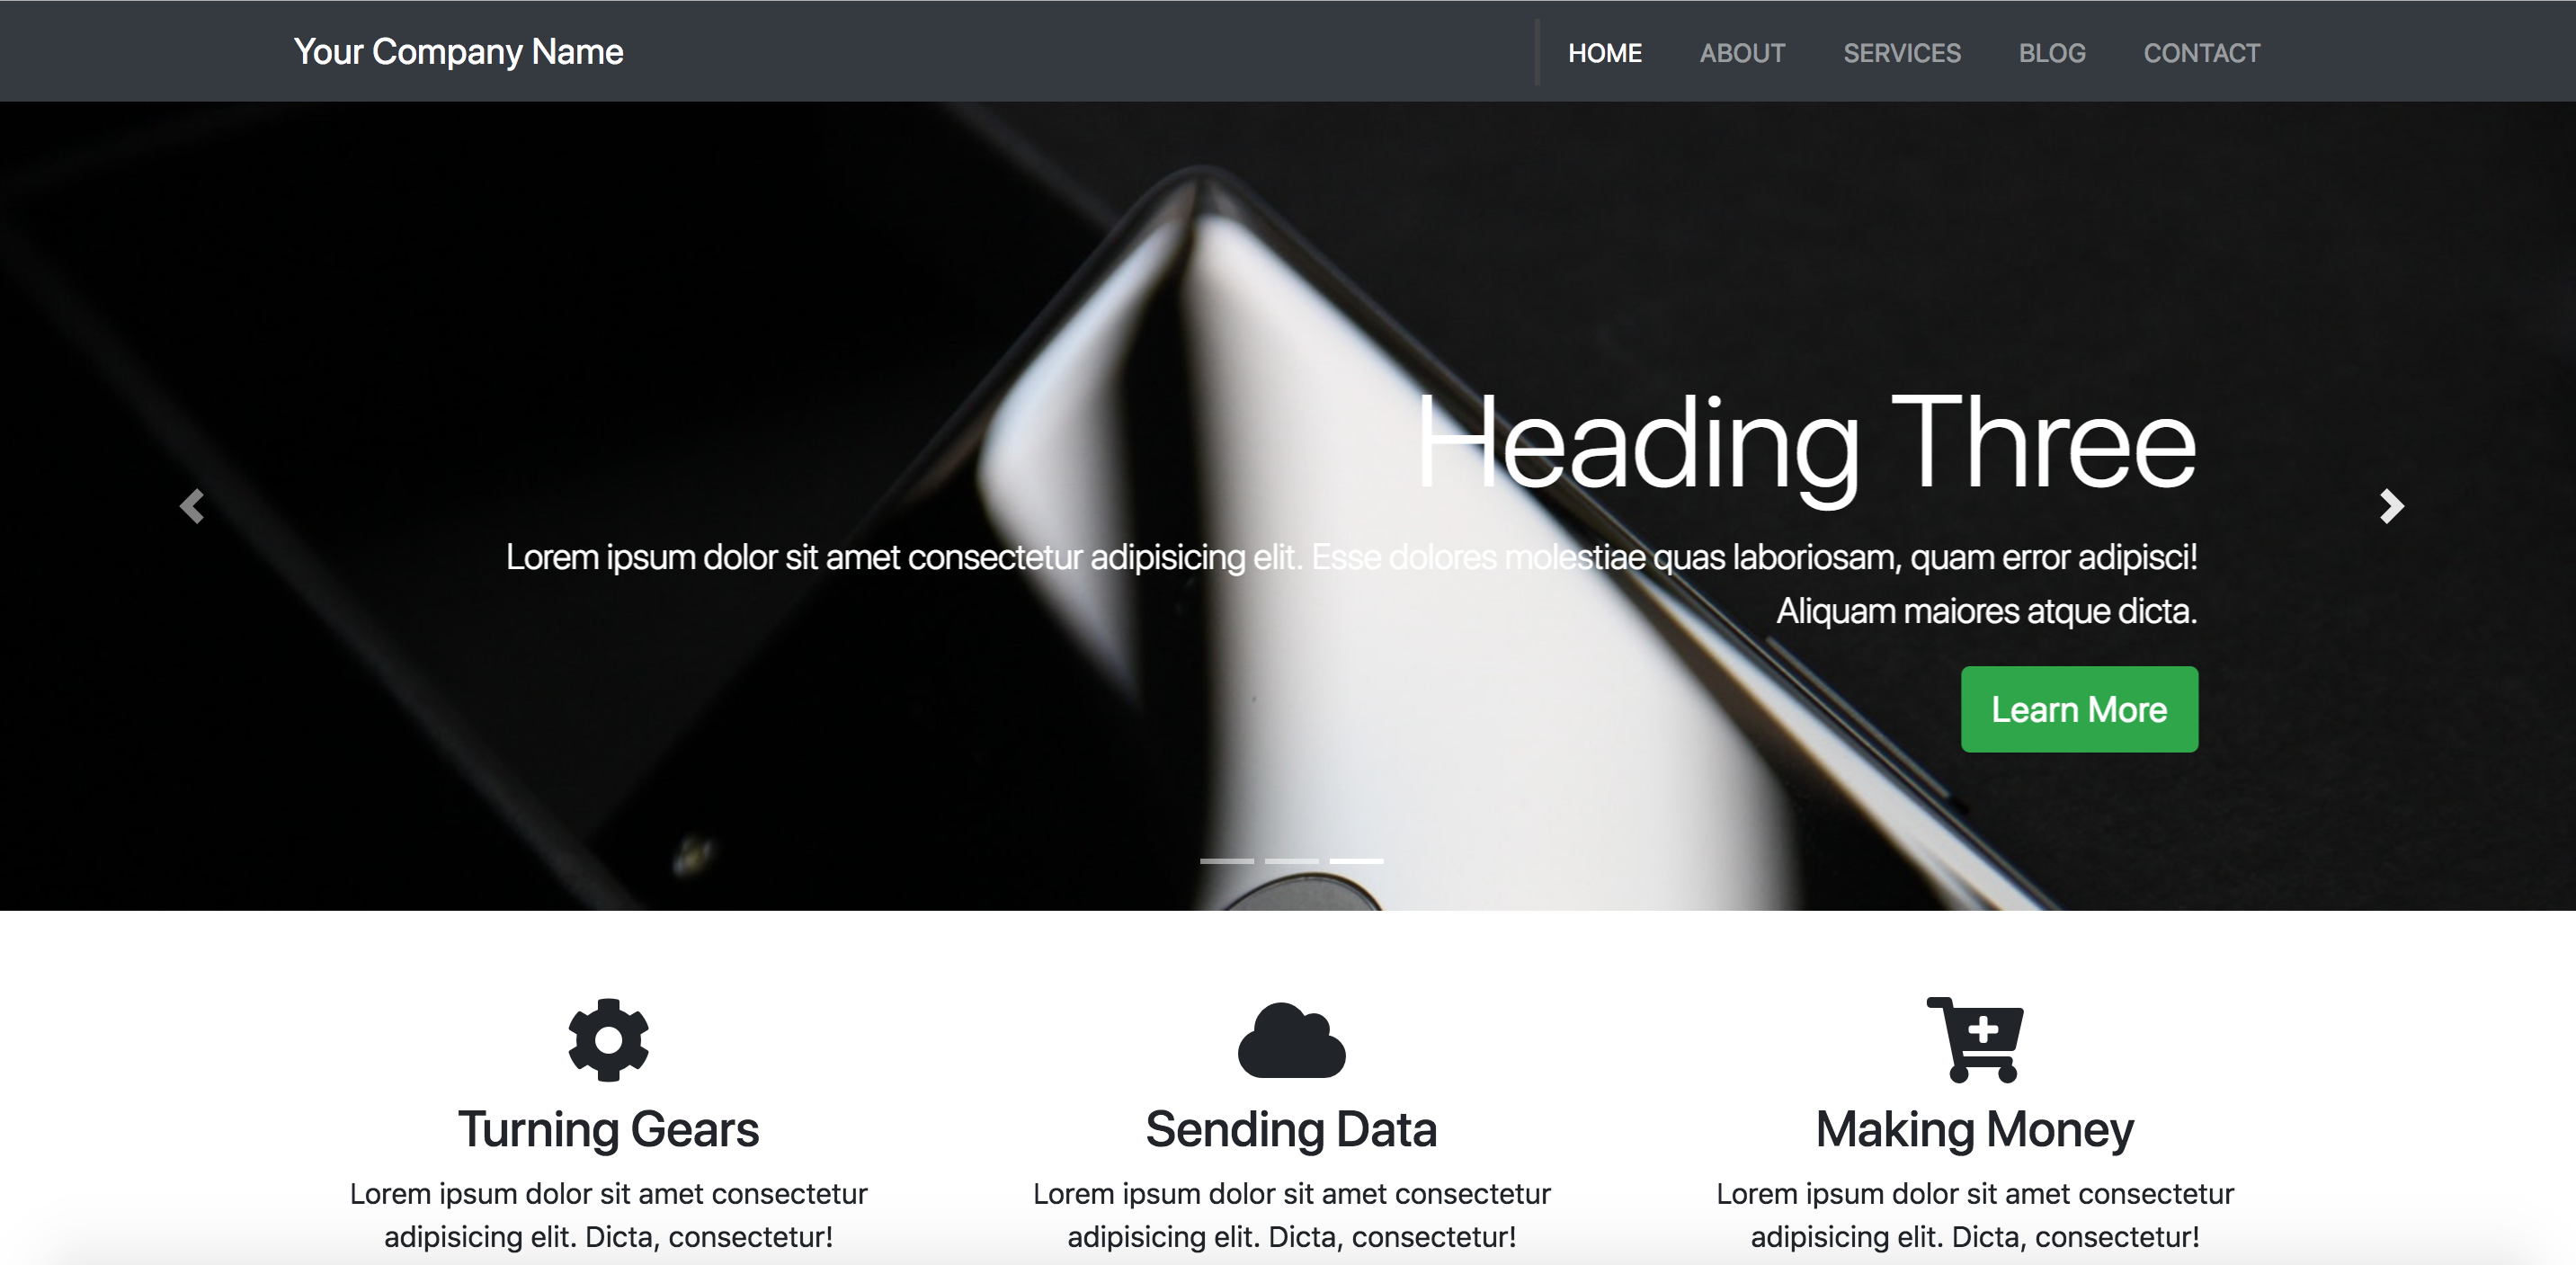 Your Company Name
HOME ABOUT SERVICES BLOG CONTACT
Heading Three
Lorem ipsum dolor sit amet consectetur adipisicing elit. Esse dolores molestiae quas laboriosam, quam error adipisci!
Aliquam maiores atque dicta.
Learn More
Turning Gears
Lorem ipsum dolor sit amet consectetur
adipisicing elit. Dicta, consectetur!
Sending Data
Lorem ipsum dolor sit amet consectetur
adipisicing elit. Dicta, consectetur!
Making Money
Lorem ipsum dolor sit amet consectetur
adipisicing elit. Dicta, consectetur!